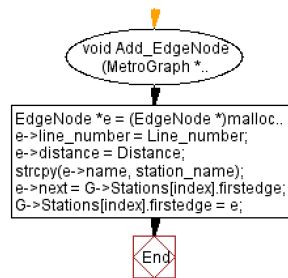 void Add_EdgeNode
(MetroGraph *..
EdgeNode *e = (EdgeNode *)malloc..
e->line_number = Line_number;
e->distance = Distance;
strcpy(e->name, station_name);
e->next = G->Stations[index].firstedge;
G->Stations[index].firstedge = e;
End